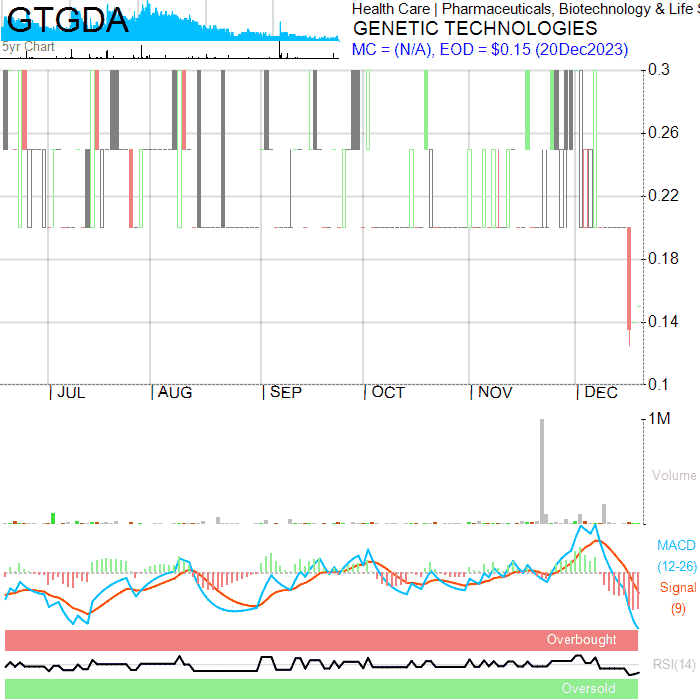 GTGDA
5yr Chart
Health Care | Pharmaceuticals, Biotechnology & Life S
GENETIC TECHNOLOGIES
MC = (N/A), EOD = $0.15 (20Dec2023)
0.3
0.26
0.22
0.18
0.14
0.1
| JUL | AUG | SEP | OCT | NOV | DEC
1M
Volume
MACD
(12-26)
Signal
(9)
Overbought
RSI(14)
Oversold